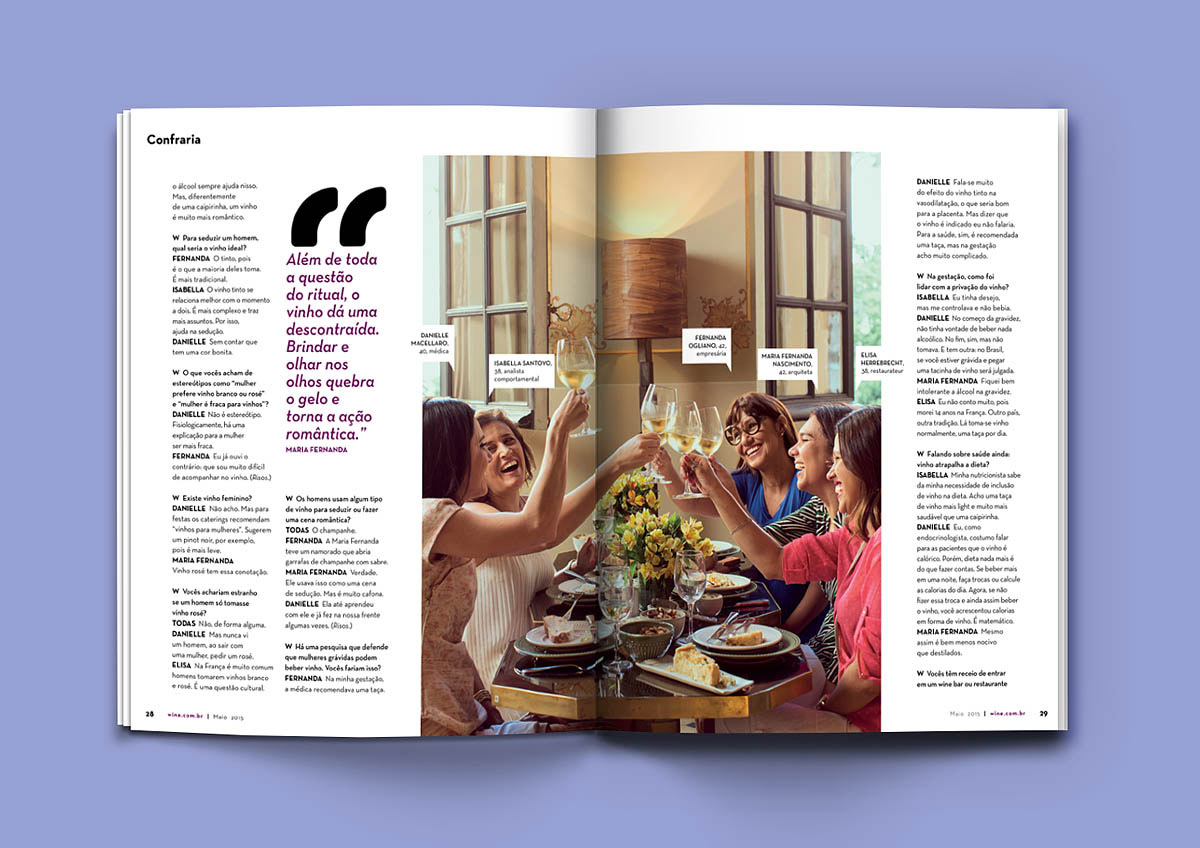 Confraria
o álcool sempre ajuda nisso.
Mas, diferentemente
de uma caipirinha, um vinho
é muito mais romântico.
W Para seduzir um homem,
qual seria o vinho ideal?
FERNANDA O tinto, pois
é o que a maioria deles toma.
É mais tradicional.
ISABELLA O vinho tinto se
relaciona melhor com o momento
a dois. É mais complexo e traz
mais assuntos. Por isso,
ajuda na sedução.
DANIELLE Sem contar que
tem uma cor bonita.
W O que vocês acham de
estereótipos como "mulher
prefere vinho branco ou rosé"
e "mulher é fraca para vinhos"?
DANIELLE Não é estereótipo.
Fisiologicamente, há uma
explicação para a mulher
ser mais fraca.
FERNANDA Eu já ouvi o
contrário: que sou muito difícil
de acompanhar no vinho. (Risos.)
W Existe vinho feminino?
DANIELLE Não acho. Mas para
festas os caterings recomendam
"vinhos para mulheres". Sugerem
um pinot noir, por exemplo,
pois é mais leve.
MARIA FERNANDA
Vinho rosé tem essa conotação.
W Vocês achariam estranho
se um homem só tomasse
vinho rosé?
TODAS Não, de forma alguma.
DANIELLE Mas nunca vi
um homem, ao sair com
uma mulher, pedir um rosé.
ELISA Na França é muito comum
homens tomarem vinhos branco
e rosé. É uma questão cultural.
“
Além de toda
a questão
do ritual, o
vinho dá uma
descontraída.
Brindar e
olhar nos
olhos quebra
o gelo e
torna a ação
romântica."
MARIA FERNANDA
W Os homens usam algum tipo
de vinho para seduzir ou fazer
uma cena romântica?
TODAS O champanhe.
FERNANDA A Maria Fernanda
teve um namorado que abria
garrafas de champanhe com sabre.
MARIA FERNANDA Verdade.
Ele usava isso como uma cena
de sedução. Mas é muito cafona.
DANIELLE Ela até aprendeu
com ele e já fez na nossa frente
algumas vezes. (Risos.)
W Há uma pesquisa que defende
que mulheres grávidas podem
beber vinho. Vocês fariam isso?
FERNANDA Na minha gestação,
a médica recomendava uma taça.
DANIELLE
MACELLARO,
40, médica
ISABELLA SANTOVO,
38, analista
comportamental
FERNANDA
OGLIANO, 42,
empresária
MARIA FERNANDA
NASCIMENTO,
42, arquiteta
ELISA
HERREBRECHT,
38, restaurateur
DANIELLE Fala-se muito
do efeito do vinho tinto na
vasodilatação, o que seria bom
para a placenta. Mas dizer que
o vinho é indicado eu não falaria.
Para a saúde, sim, é recomendada
uma taça, mas na gestação
acho muito complicado.
W Na gestação, como foi
lidar com a privação do vinho?
ISABELLA Eu tinha desejo,
mas me controlava e não bebia.
DANIELLE No começo da gravidez,
não tinha vontade de beber nada
alcoólico. No fim, sim, mas não
tomava. E tem outra: no Brasil,
se você estiver grávida e pegar
uma tacinha de vinho será julgada.
MARIA FERNANDA Fiquei bem
intolerante a álcool na gravidez.
ELISA Eu não conto muito, pois
morei 14 anos na França. Outro país,
outra tradição. Lá toma-se vinho
normalmente, uma taça por dia.
W Falando sobre saúde ainda:
vinho atrapalha a dieta?
ISABELLA Minha nutricionista sabe
da minha necessidade de inclusão
de vinho na dieta. Acho uma taça
de vinho mais light e muito mais
saudável que uma caipirinha.
DANIELLE Eu, como
endocrinologista, costumo falar
para as pacientes que o vinho é
calórico. Porém, dieta nada mais é
do que fazer contas. Se beber mais
em uma noite, faça trocas ou calcule
as calorias do dia. Agora, se não
fizer essa troca e ainda assim beber
o vinho, você acrescentou calorias
em forma de vinho. É matemático.
MARIA FERNANDA Mesmo
assim é bem menos nocivo
que destilados.
W Vocês têm receio de entrar
em um wine bar ou restaurante
28 wine.com.br | Maio 2015
Maio 2015 | wine.com.br 29